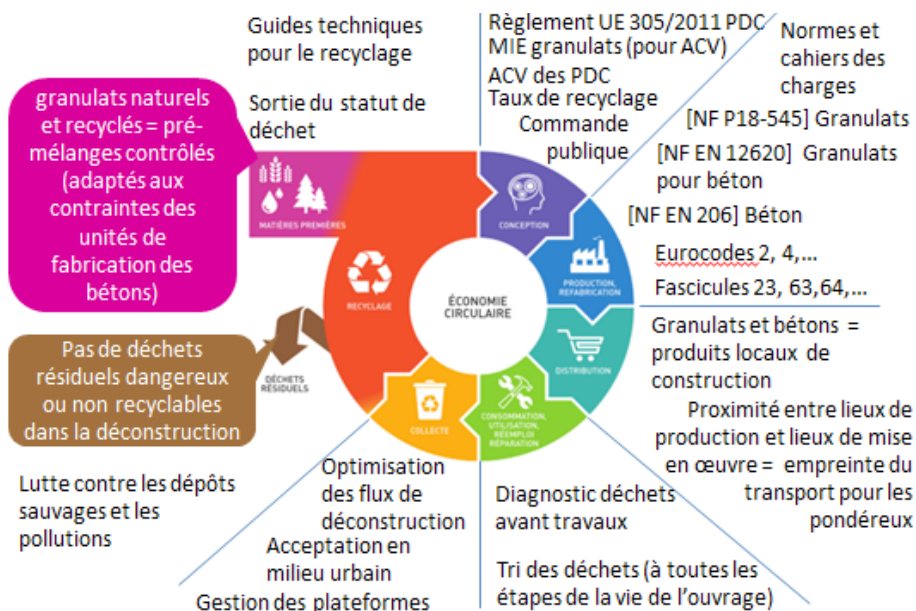 Guides techniques
pour le recyclage
Sortie du statut de
déchet
Règlement UE 305/2011 PDC
MIE granulats (pour ACV)
ACV des PDC
Taux de recyclage
Commande
publique
Normes et
cahiers des
charges
[NF P18-545] Granulats
[NF EN 12620] Granulats
pour béton
[NF EN 206] Béton
Eurocodes 2, 4,...
Fascicules 23, 63,64,...
granulats naturels
et recyclés = pré-
mélanges contrôlés
(adaptés aux
contraintes des
unités de
fabrication des
bétons)
MATIÈRES PREMIÈRES
CONCEPTION
PRODUCTION,
REFABRICATION
RECYCLAGE
ÉCONOMIE
CIRCULAIRE
DISTRIBUTION
DÉCHETS
RÉSIDUELS
COLLECTE
CONSOMMATION,
UTILISATION,
RÉEMPLOI
RÉPARATION
Pas de déchets
résiduels dangereux
ou non recyclables
dans la déconstruction
Granulats et bétons =
produits locaux de
construction
Proximité entre lieux de
production et lieux de mise
en œuvre = empreinte du
transport pour les
pondéreux
Lutte contre les dépôts
sauvages et les
pollutions
Optimisation
des flux de
déconstruction
Acceptation en
milieu urbain
Gestion des plateformes
Diagnostic déchets
avant travaux
Tri des déchets (à toutes les
étapes de la vie de l'ouvrage)